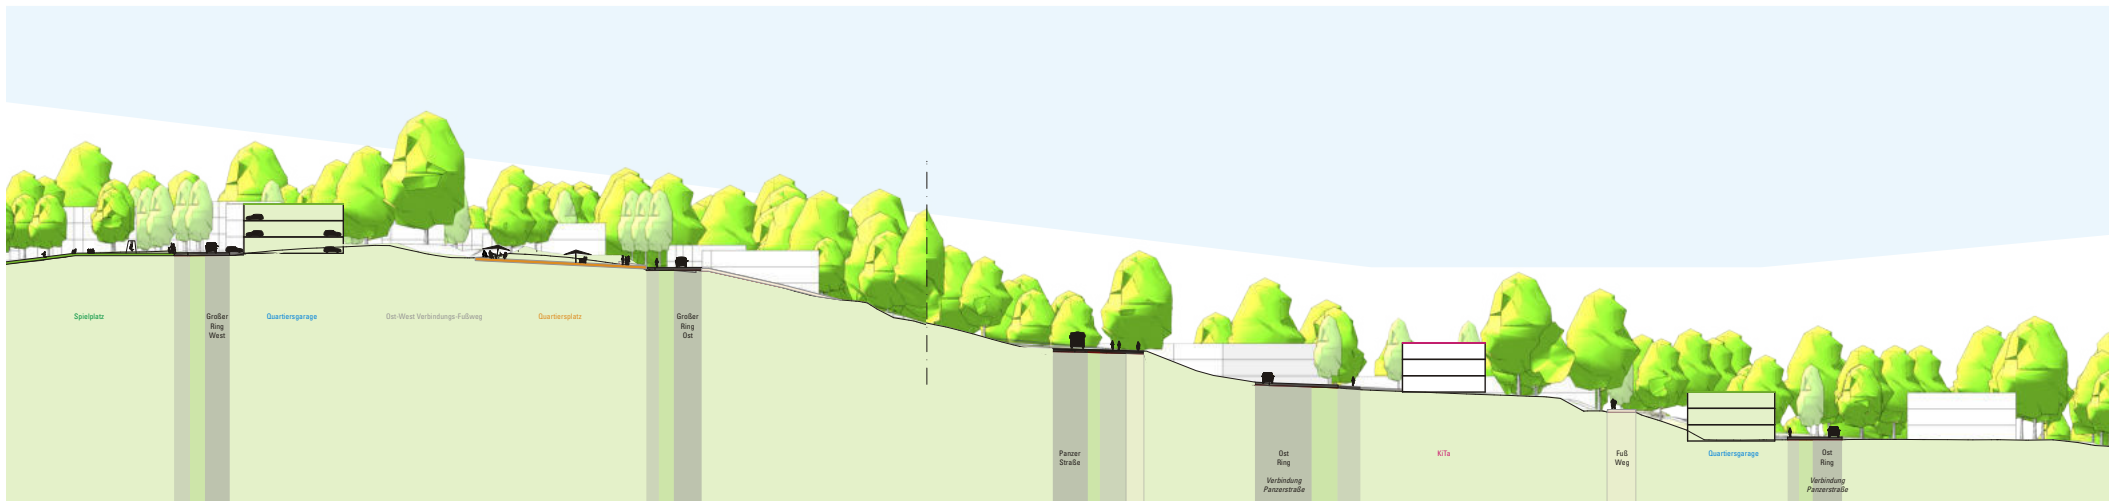 Spielplatz
Großer
Ring
West
Quartiersgarage
Ost-West Verbindungs-Fußweg
Quartiersplatz
Großer
Ring
Ost
Panzer
Straße
Ost
Ring
Verbindung
Panzerstraße
KiTa
Fuß
Weg
Quartiersgarage
Ost
Ring
Verbindung
Panzerstraße